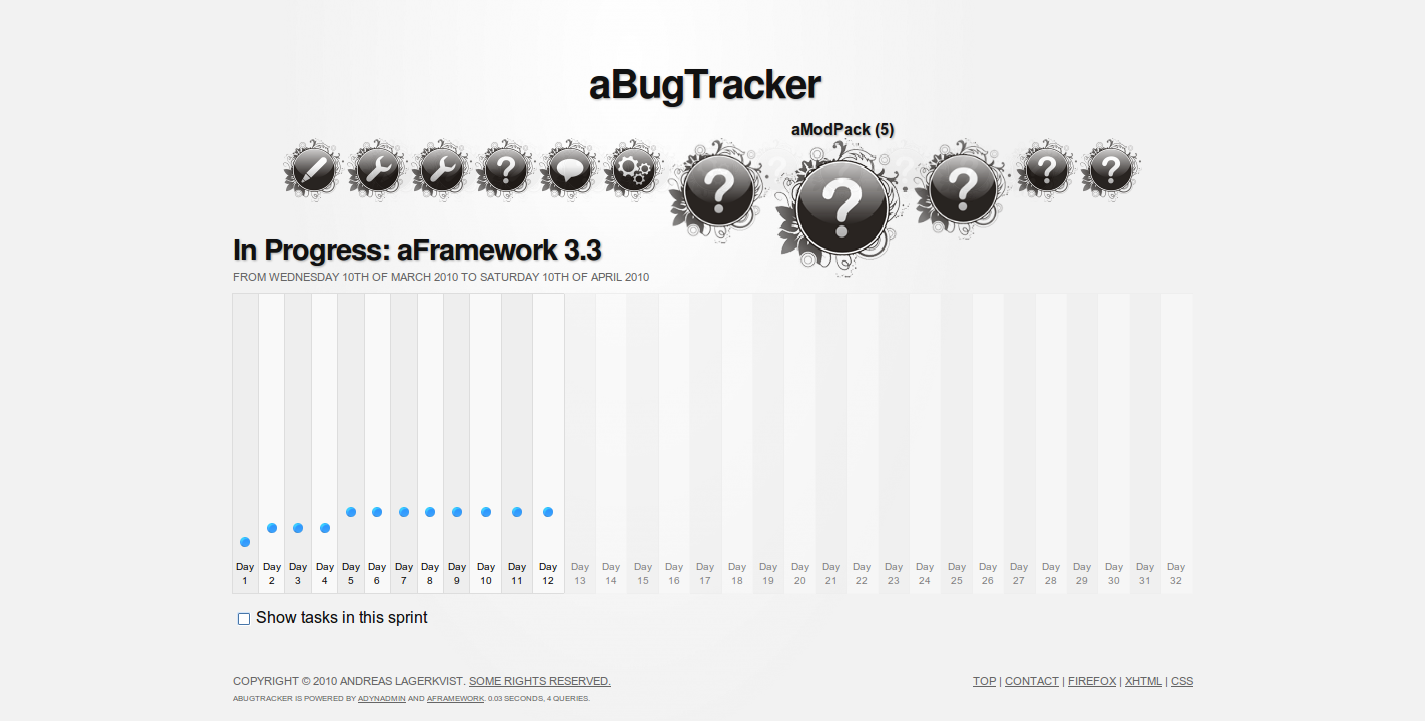 aBugTracker
aModPack (5)
In Progress: aFramework 3.3
FROM WEDNESDAY 10TH OF MARCH 2010 TO SATURDAY 10TH OF APRIL 2010
Day Day Day Day Day Day Day Day Day Day Day Day Day Day Day Day Day Day Day Day Day Day Day Day Day Day Day Day Day Day Day Day
1 2 3 4 5 6 7 8 9 10 11 12 13 14 15 16 17 18 19 20 21 22 23 24 25 26 27 28 29 30 31 32
Show tasks in this sprint
COPYRIGHT © 2010 ANDREAS LAGERKVIST. SOME RIGHTS RESERVED. TOP | CONTACT | FIREFOX | XHTML | CSS
ABUGTRACKER IS POWERED BY ADYNADMIN AND AFRAMEWORK. 0.03 SECONDS, 4 QUERIES.